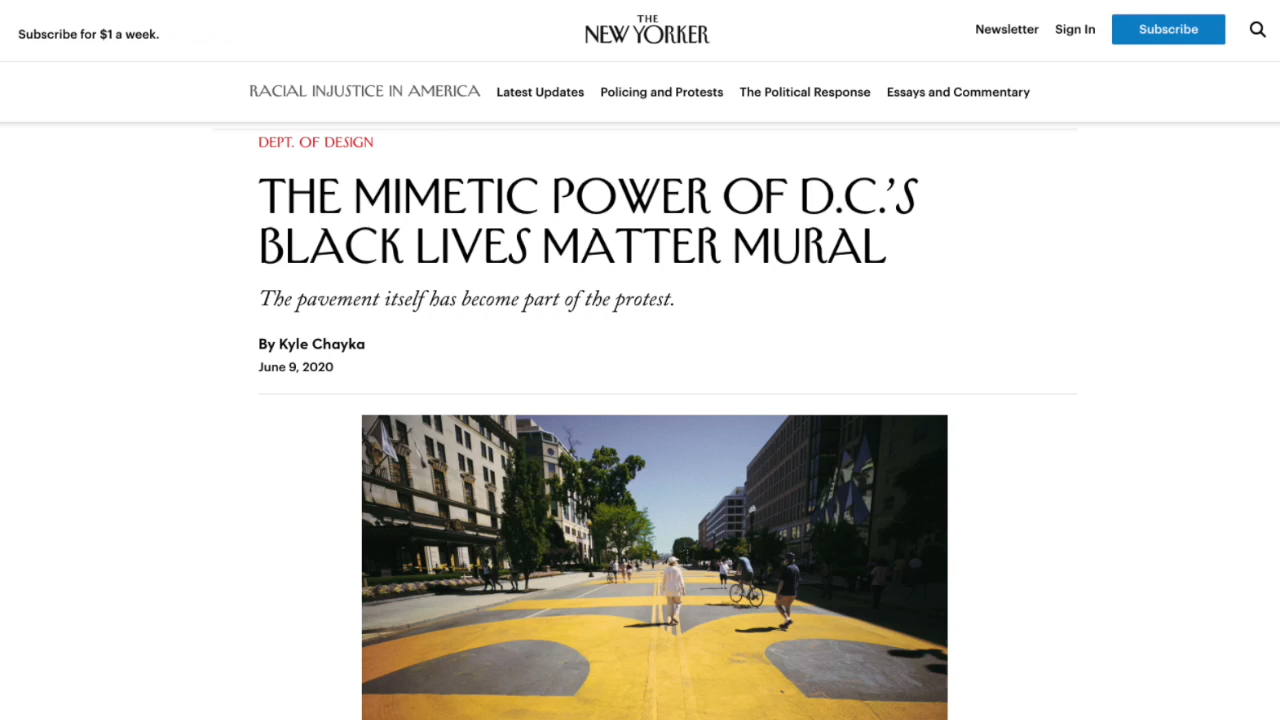 Subscribe for $1 a week.
THE
NEW YORKER
Newsletter
Sign In
Subscribe
RACIAL INJUSTICE IN AMERICA
Latest Updates
Policing and Protests
The Political Response
Essays and Commentary
DEPT. OF DESIGN
THE MIMETIC POWER OF D.C.’S
BLACK LIVES MATTER MURAL
The pavement itself has become part of the protest.
By Kyle Chayka
June 9, 2020